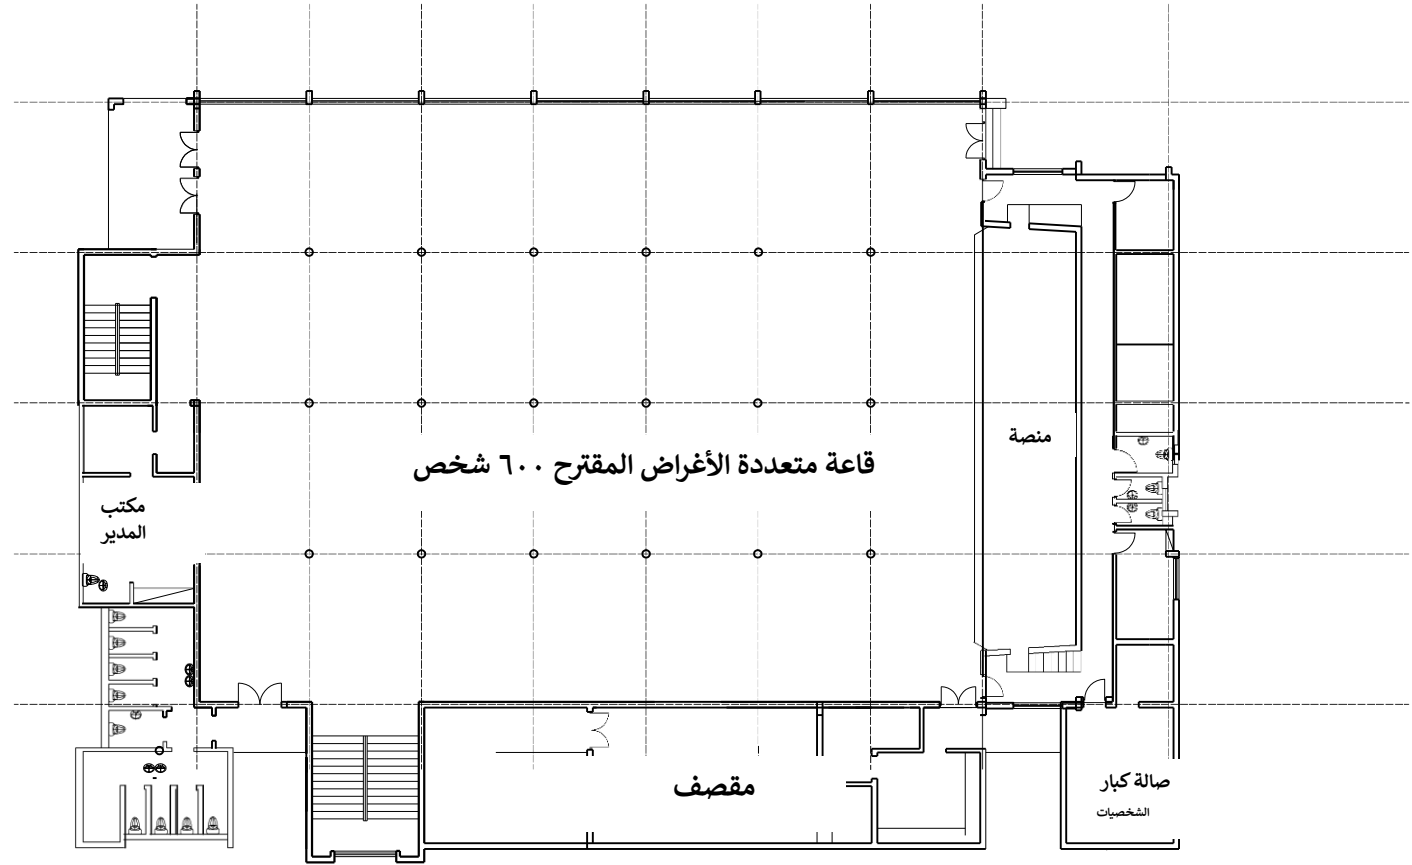 منصة
قاعة متعددة الأغراض المقترح ٦٠٠ شخص
مكتب
المدير
مقصف
صالة كبار
الشخصيات